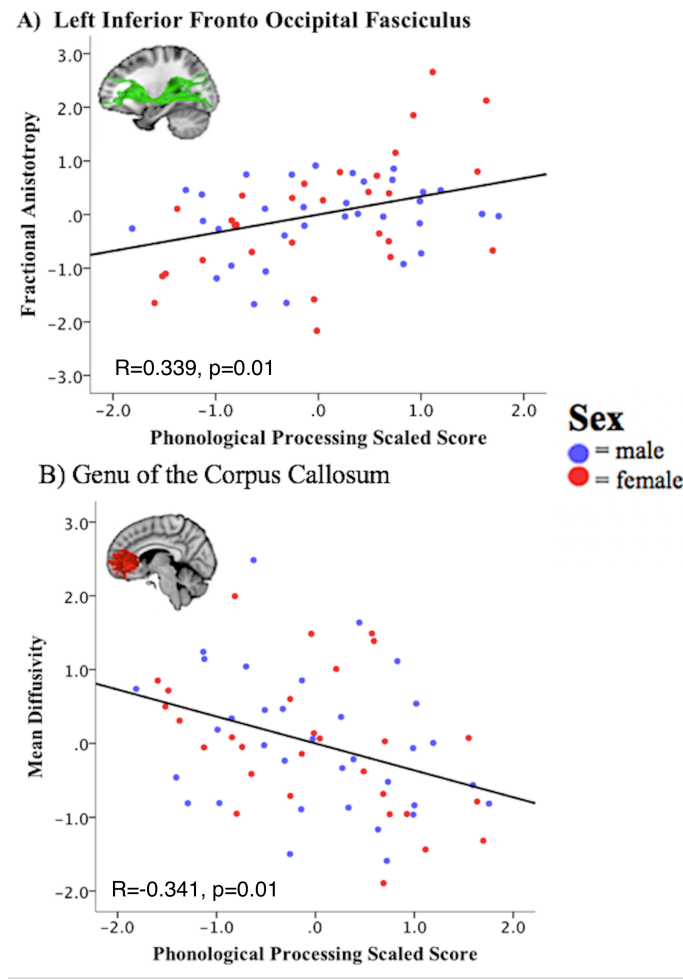 A) Left Inferior Fronto Occipital Fasciculus
3.0
2.0
1.0
.0
−1.0
−2.0
−3.0
Fractional Anistotropy
R=0.339, p=0.01
−2.0 −1.0 .0 1.0 2.0
Phonological Processing Scaled Score
Sex
= male
= female
B) Genu of the Corpus Callosum
3.0
2.0
1.0
.0
−1.0
−2.0
Mean Diffusivity
R=-0.341, p=0.01
−2.0 −1.0 .0 1.0 2.0
Phonological Processing Scaled Score